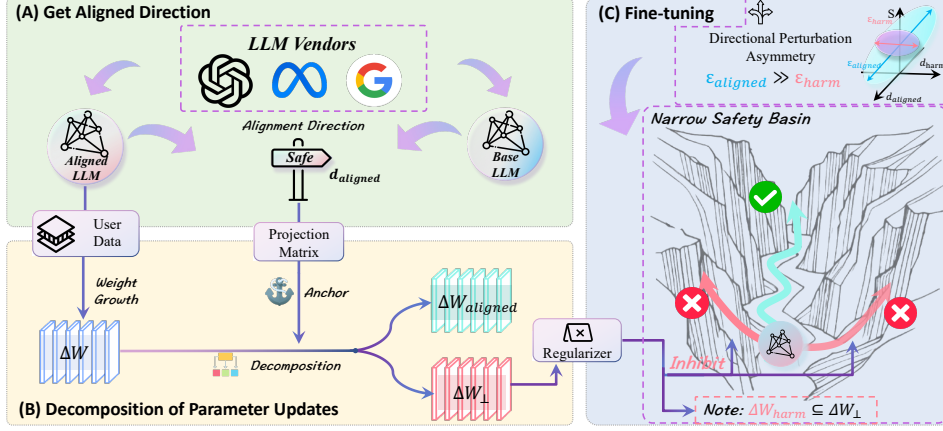 (A) Get Aligned Direction
LLM Vendors
Alignment Direction
Aligned
LLM
Safe
d_aligned
Base
LLM
User
Data
Projection
Matrix
Weight
Growth
Anchor
ΔW
Decomposition
ΔW_aligned
ΔW_⊥
Regularizer
(B) Decomposition of Parameter Updates
(C) Fine-tuning
Directional Perturbation
Asymmetry
ε_aligned ≫ ε_harm
S
ε_harm
ε_aligned
d_harm
d_aligned
Narrow Safety Basin
Inhibit
Note: ΔW_harm ⊆ ΔW_⊥